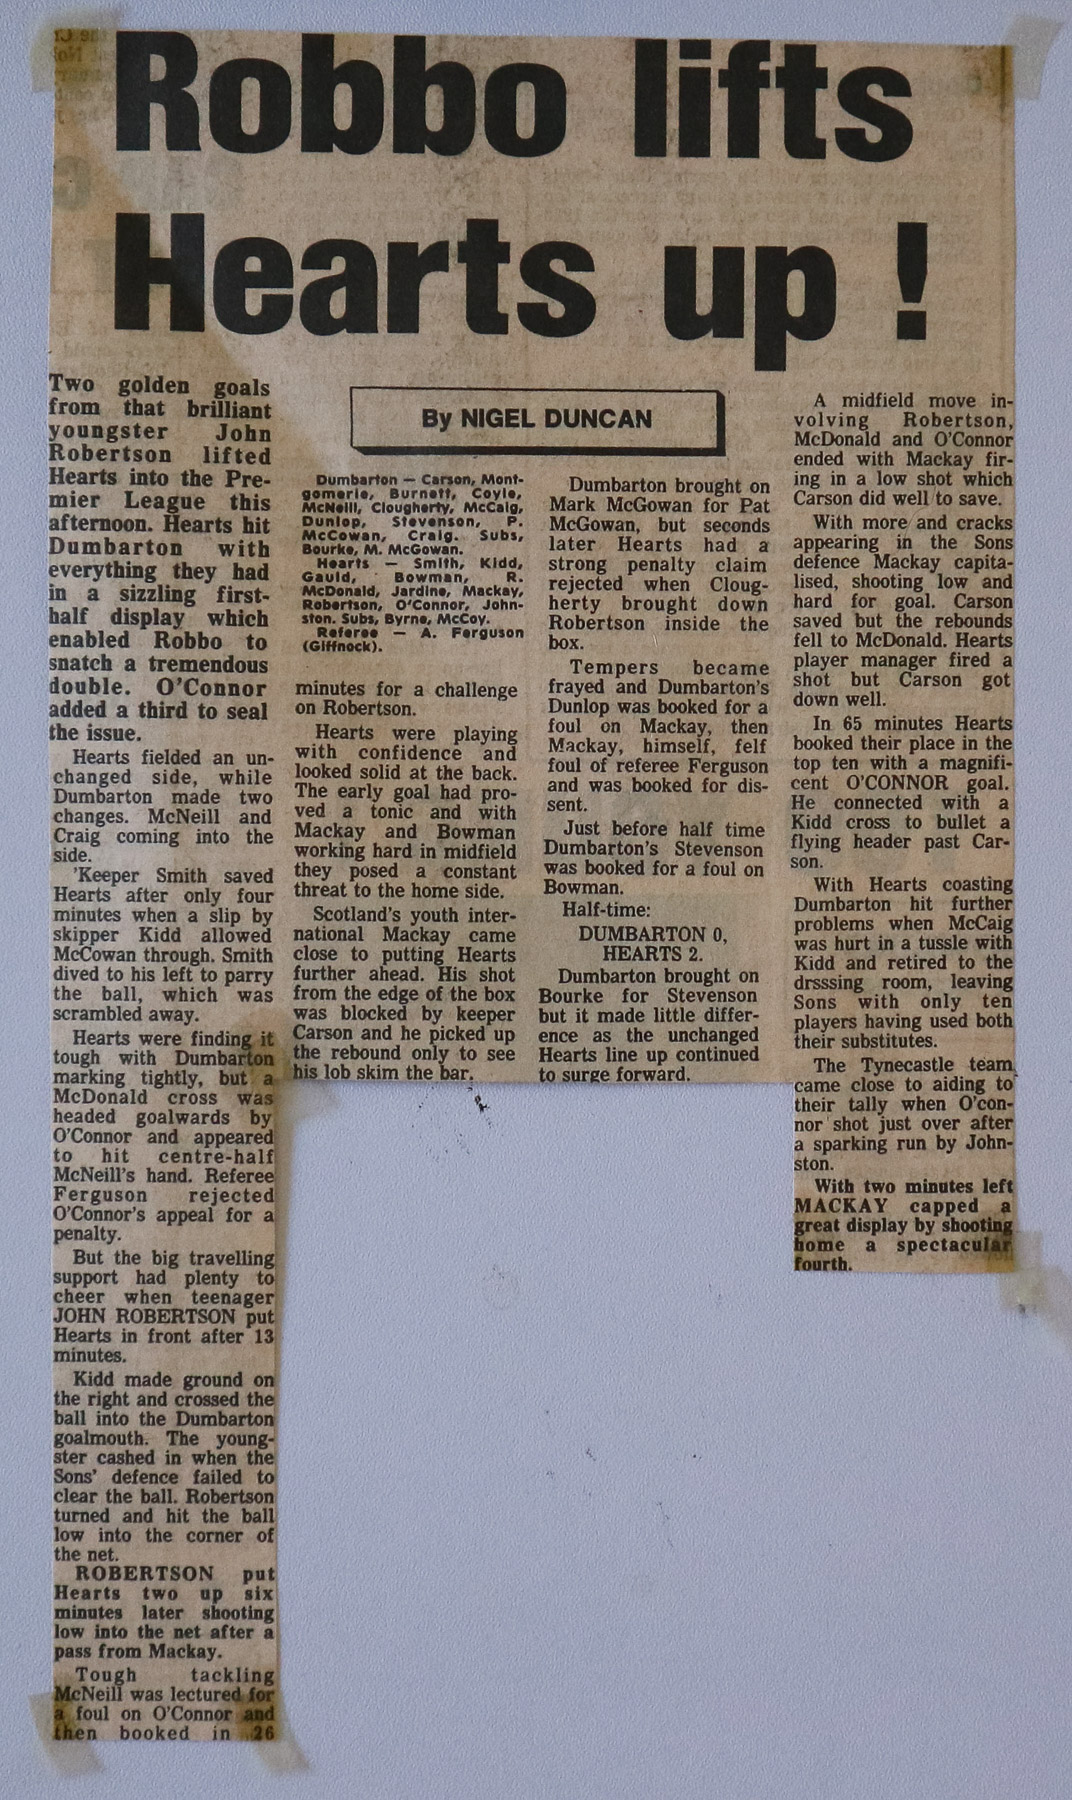 Robbo lifts
Hearts up !
By NIGEL DUNCAN
Two golden goals
from that brilliant
youngster John
Robertson lifted
Hearts into the Pre-
mier League this
afternoon. Hearts hit
Dumbarton with
everything they had
in a sizzling first-
half display which
enabled Robbo to
snatch a tremendous
double. O'Connor
added a third to seal
the issue.
Hearts fielded an un-
changed side, while
Dumbarton made two
changes. McNeill and
Craig coming into the
side.
'Keeper Smith saved
Hearts after only four
minutes when a slip by
skipper Kidd allowed
McCowan through. Smith
dived to his left to parry
the ball, which was
scrambled away.
Hearts were finding it
tough with Dumbarton
marking tightly, but a
McDonald cross was
headed goalwards by
O'Connor and appeared
to hit centre-half
McNeill's hand. Referee
Ferguson rejected
O'Connor's appeal for a
penalty.
But the big travelling
support had plenty to
cheer when teenager
JOHN ROBERTSON put
Hearts in front after 13
minutes.
Kidd made ground on
the right and crossed the
ball into the Dumbarton
goalmouth. The young-
ster cashed in when the
Sons' defence failed to
clear the ball. Robertson
turned and hit the ball
low into the corner of
the net.
ROBERTSON put
Hearts two up six
minutes later shooting
low into the net after a
pass from Mackay.
Tough tackling
McNeill was lectured for
a foul on O'Connor and
then booked in 26
Dumbarton — Carson, Mont-
gomerie, Burnett, Coyle,
McNeill, Clougherty, McCaig,
Dunlop, Stevenson, P.
McCowan, Craig. Subs,
Bourke, M. McGowan.
Hearts — Smith, Kidd,
Gauld, Bowman, R.
McDonald, Jardine, Mackay,
Robertson, O'Connor, John-
ston. Subs, Byrne, McCoy.
Referee — A. Ferguson
(Giffnock).
minutes for a challenge
on Robertson.
Hearts were playing
with confidence and
looked solid at the back.
The early goal had pro-
ved a tonic and with
Mackay and Bowman
working hard in midfield
they posed a constant
threat to the home side.
Scotland's youth inter-
national Mackay came
close to putting Hearts
further ahead. His shot
from the edge of the box
was blocked by keeper
Carson and he picked up
the rebound only to see
his lob skim the bar.
Dumbarton brought on
Mark McGowan for Pat
McGowan, but seconds
later Hearts had a
strong penalty claim
rejected when Cloug-
herty brought down
Robertson inside the
box.
Tempers became
frayed and Dumbarton's
Dunlop was booked for a
foul on Mackay, then
Mackay, himself, felf
foul of referee Ferguson
and was booked for dis-
sent.
Just before half time
Dumbarton's Stevenson
was booked for a foul on
Bowman.
Half-time:
DUMBARTON 0,
HEARTS 2.
Dumbarton brought on
Bourke for Stevenson
but it made little differ-
ence as the unchanged
Hearts line up continued
to surge forward.
A midfield move in-
volving Robertson,
McDonald and O'Connor
ended with Mackay fir-
ing in a low shot which
Carson did well to save.
With more and cracks
appearing in the Sons
defence Mackay capita-
lised, shooting low and
hard for goal. Carson
saved but the rebounds
fell to McDonald. Hearts
player manager fired a
shot but Carson got
down well.
In 65 minutes Hearts
booked their place in the
top ten with a magnifi-
cent O'CONNOR goal.
He connected with a
Kidd cross to bullet a
flying header past Car-
son.
With Hearts coasting
Dumbarton hit further
problems when McCaig
was hurt in a tussle with
Kidd and retired to the
drsssing room, leaving
Sons with only ten
players having used both
their substitutes.
The Tynecastle team
came close to aiding to
their tally when O'con-
nor shot just over after
a sparking run by John-
ston.
With two minutes left
MACKAY capped a
great display by shooting
home a spectacular
fourth.